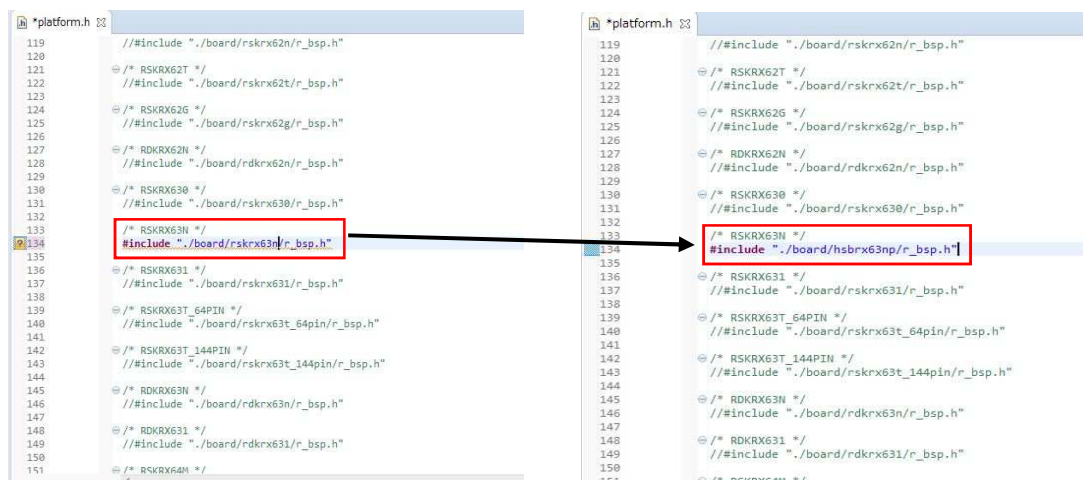 *platform.h
119 //#include "./board/rskrx62n/r_bsp.h"
120
121 /* RSKRX62T */
122 //#include "./board/rskrx62t/r_bsp.h"
123
124 /* RSKRX62G */
125 //#include "./board/rskrx62g/r_bsp.h"
126
127 /* RDKRX62N */
128 //#include "./board/rdkrx62n/r_bsp.h"
129
130 /* RSKRX630 */
131 //#include "./board/rskrx630/r_bsp.h"
132
133 /* RSKRX63N */
134 #include "./board/rskrx63n/r_bsp.h"
135
136 /* RSKRX631 */
137 //#include "./board/rskrx631/r_bsp.h"
138
139 /* RSKRX63T_64PIN */
140 //#include "./board/rskrx63t_64pin/r_bsp.h"
141
142 /* RSKRX63T_144PIN */
143 //#include "./board/rskrx63t_144pin/r_bsp.h"
144
145 /* RDKRX63N */
146 //#include "./board/rdkrx63n/r_bsp.h"
147
148 /* RDKRX631 */
149 //#include "./board/rdkrx631/r_bsp.h"
150
151 /* RSKRX64M */
*platform.h
119 //#include "./board/rskrx62n/r_bsp.h"
120
121 /* RSKRX62T */
122 //#include "./board/rskrx62t/r_bsp.h"
123
124 /* RSKRX62G */
125 //#include "./board/rskrx62g/r_bsp.h"
126
127 /* RDKRX62N */
128 //#include "./board/rdkrx62n/r_bsp.h"
129
130 /* RSKRX630 */
131 //#include "./board/rskrx630/r_bsp.h"
132
133 /* RSKRX63N */
134 #include "./board/hsbrx63np/r_bsp.h"
135
136 /* RSKRX631 */
137 //#include "./board/rskrx631/r_bsp.h"
138
139 /* RSKRX63T_64PIN */
140 //#include "./board/rskrx63t_64pin/r_bsp.h"
141
142 /* RSKRX63T_144PIN */
143 //#include "./board/rskrx63t_144pin/r_bsp.h"
144
145 /* RDKRX63N */
146 //#include "./board/rdkrx63n/r_bsp.h"
147
148 /* RDKRX631 */
149 //#include "./board/rdkrx631/r_bsp.h"
150